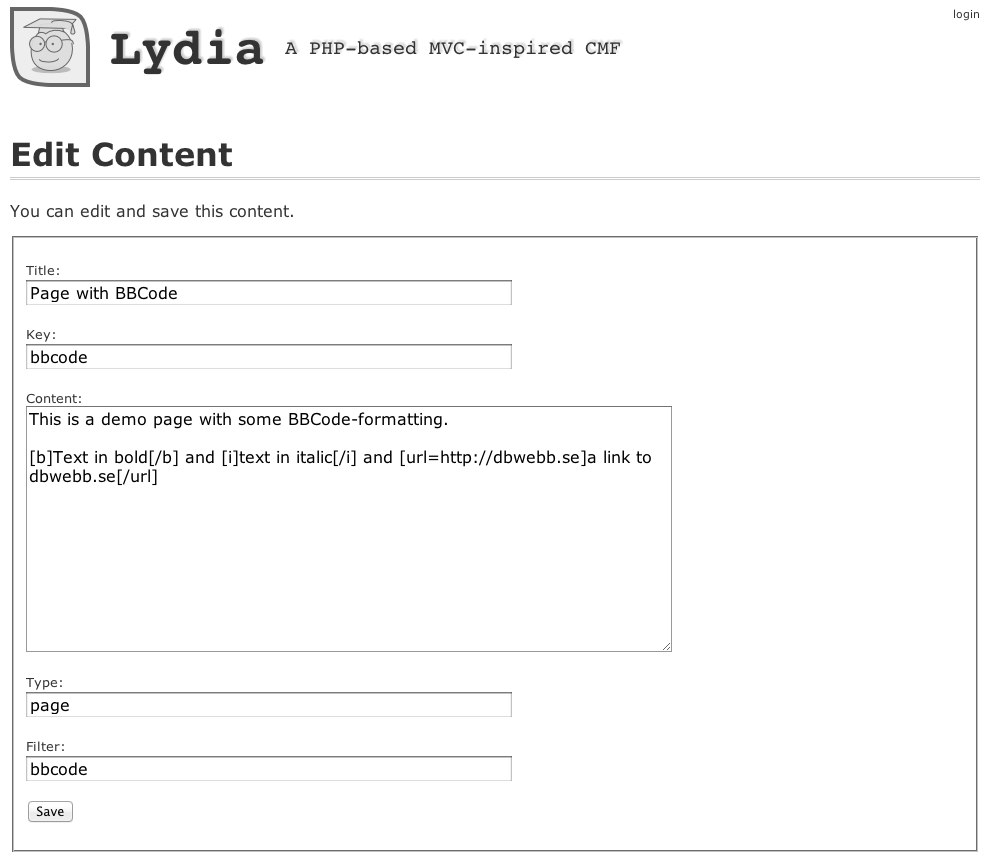 login
Lydia A PHP-based MVC-inspired CMF
Edit Content
You can edit and save this content.
Title:
Page with BBCode
Key:
bbcode
Content:
This is a demo page with some BBCode-formatting.
[b]Text in bold[/b] and [i]text in italic[/i] and [url=http://dbwebb.se]a link to
dbwebb.se[/url]
Type:
page
Filter:
bbcode
Save